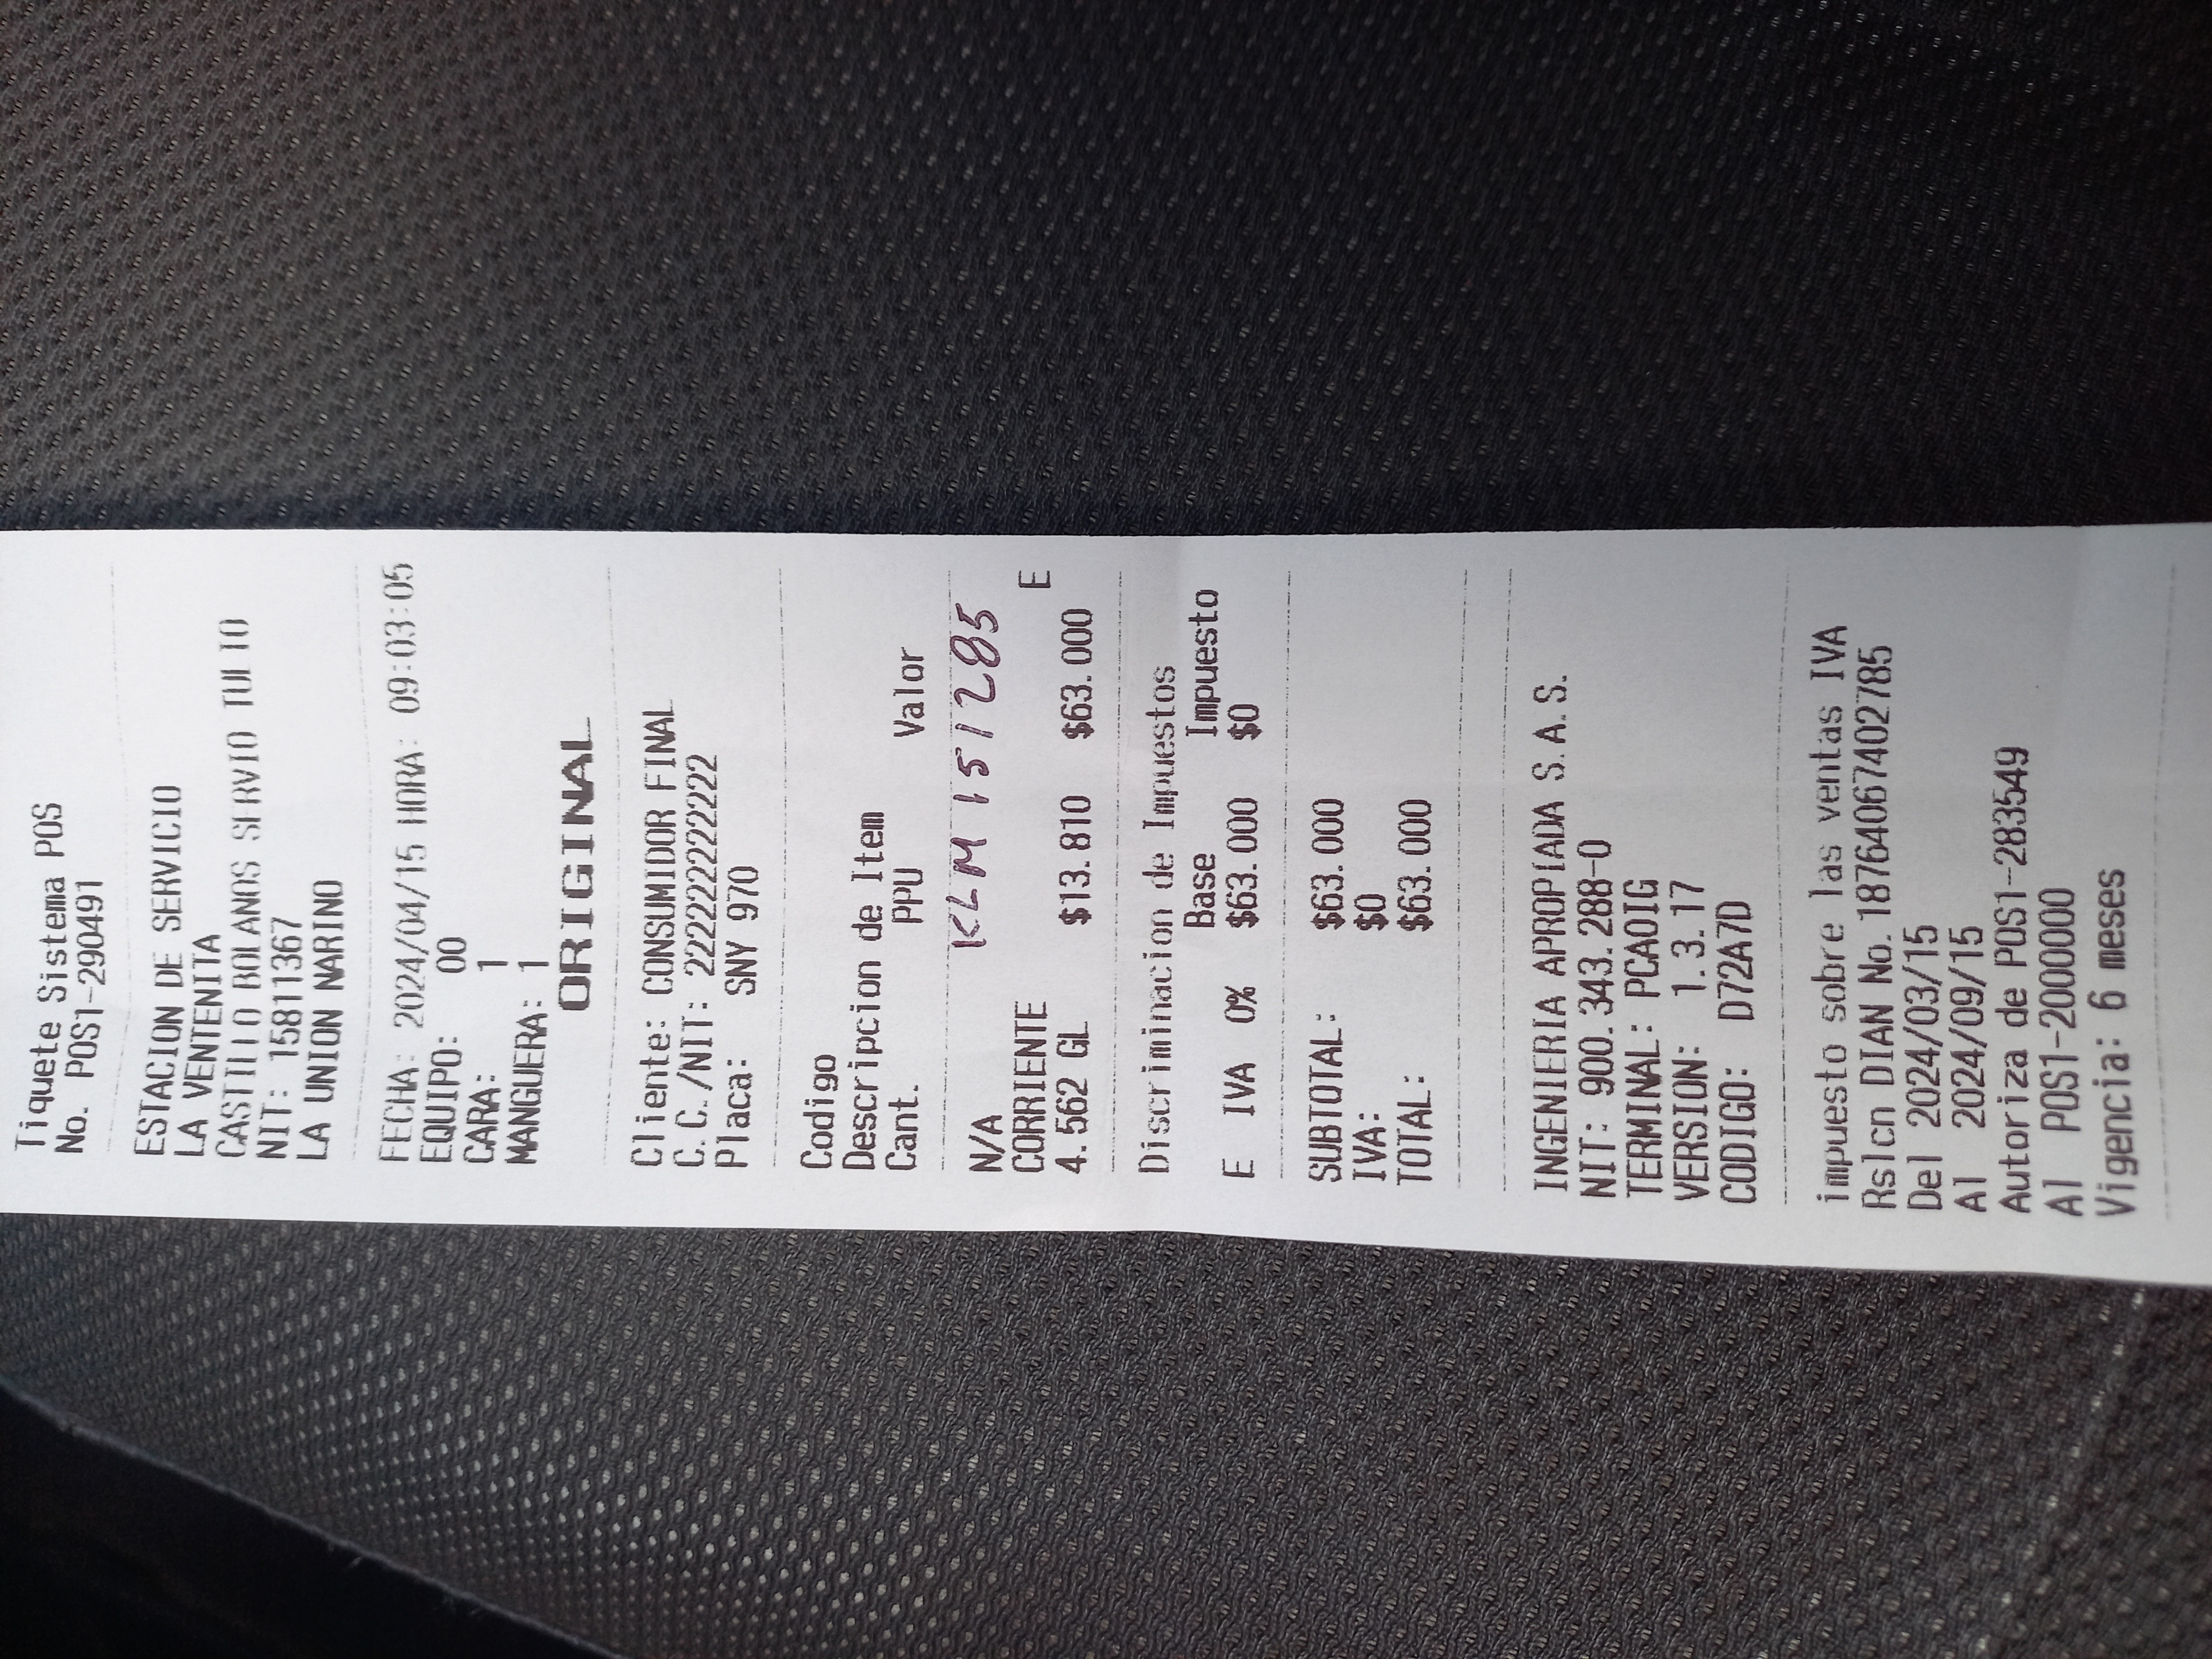 Tiquete Sistema POS
No. POS1-290491
ESTACION DE SERVICIO
LA VENTENITA
CASTILLO BOLANOS SERVIO TULIO
NIT: 15811367
LA UNION NARINO
FECHA: 2024/04/15 HORA: 09:03:05
EQUIPO: 00
CARA: 1
MANGUERA: 1
ORIGINAL
Cliente: CONSUMIDOR FINAL
C.C./NIT: 222222222222
Placa: SNY 970
Codigo
Descripcion de Item
Cant. PPU Valor
KLM 151285
N/A
CORRIENTE E
4.562 GL $13.810 $63.000
Discriminacion de Impuestos
Base Impuesto
E IVA 0% $63.000 $0
SUBTOTAL: $63.000
IVA: $0
TOTAL: $63.000
INGENIERIA APROPIADA S.A.S.
NIT: 900.343.288-0
TERMINAL: PCAOIG
VERSION: 1.3.17
CODIGO: D72A7D
impuesto sobre las ventas IVA
Rslcn DIAN No. 18764067402785
Del 2024/03/15
Al 2024/09/15
Autoriza de POS1-283549
Al POS1-2000000
Vigencia: 6 meses